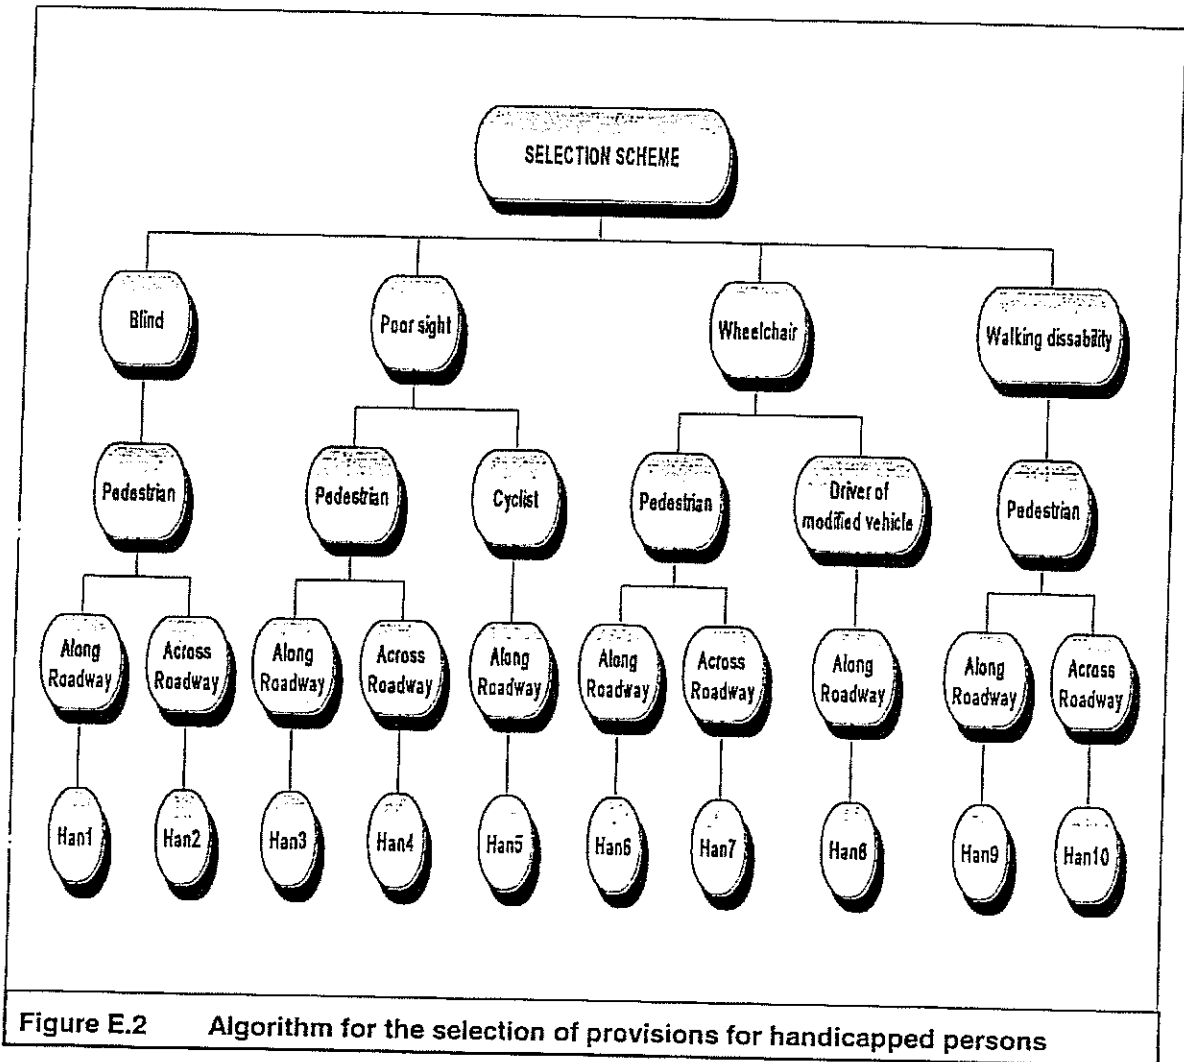 SELECTION SCHEME
Blind
Poor sight
Wheelchair
Walking dissability
Pedestrian
Pedestrian
Cyclist
Pedestrian
Driver of
modified vehicle
Pedestrian
Along
Roadway
Across
Roadway
Along
Roadway
Across
Roadway
Along
Roadway
Along
Roadway
Across
Roadway
Along
Roadway
Along
Roadway
Across
Roadway
Han1
Han2
Han3
Han4
Han5
Han6
Han7
Han8
Han9
Han10
Figure E.2 Algorithm for the selection of provisions for handicapped persons